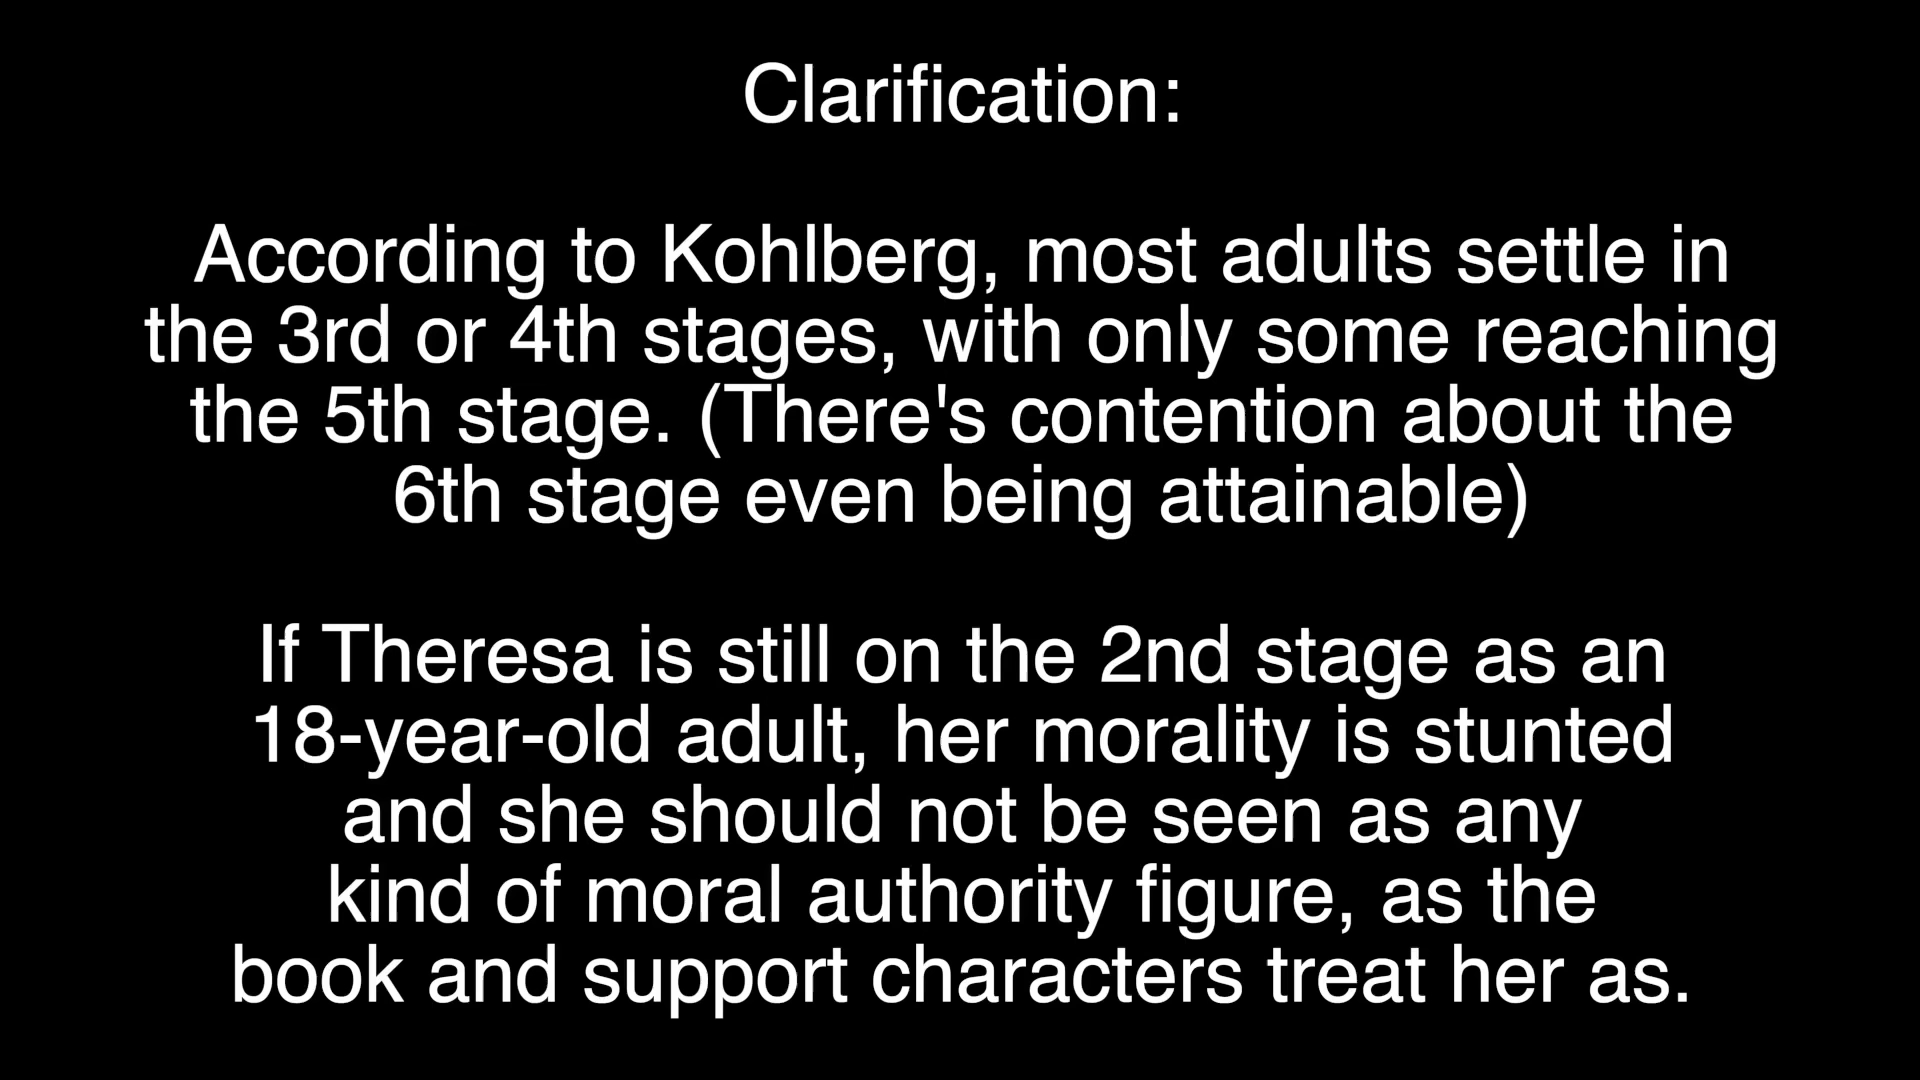 Clarification:
According to Kohlberg, most adults settle in
the 3rd or 4th stages, with only some reaching
the 5th stage. (There's contention about the
6th stage even being attainable)
If Theresa is still on the 2nd stage as an
18-year-old adult, her morality is stunted
and she should not be seen as any
kind of moral authority figure, as the
book and support characters treat her as.